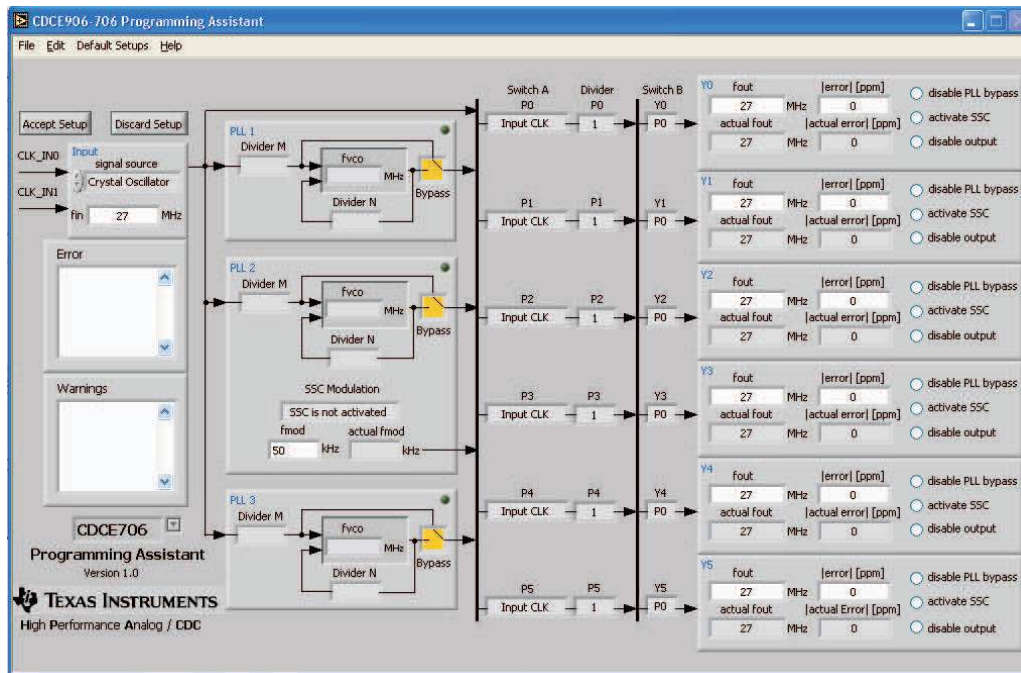 CDCE906-706 Programming Assistant
File Edit Default Setups Help
Accept Setup Discard Setup
CLK_IN0
CLK_IN1
Input
signal source
Crystal Oscillator
fin 27 MHz
Error
Warnings
CDCE706
Programming Assistant
Version 1.0
TEXAS INSTRUMENTS
High Performance Analog / CDC
PLL 1
Divider M
fvco
MHz
Divider N
Bypass
PLL 2
Divider M
fvco
MHz
Divider N
Bypass
SSC Modulation
SSC is not activated
fmod actual fmod
50 kHz kHz
PLL 3
Divider M
fvco
MHz
Divider N
Bypass
Switch A Divider Switch B
P0 P0 Y0
Input CLK 1 P0
P1 P1 Y1
Input CLK 1 P0
P2 P2 Y2
Input CLK 1 P0
P3 P3 Y3
Input CLK 1 P0
P4 P4 Y4
Input CLK 1 P0
P5 P5 Y5
Input CLK 1 P0
Y0 fout |error| [ppm]
27 MHz 0
actual fout |actual error| [ppm]
27 MHz 0
disable PLL bypass
activate SSC
disable output
Y1 fout |error| [ppm]
27 MHz 0
actual fout |actual error| [ppm]
27 MHz 0
disable PLL bypass
activate SSC
disable output
Y2 fout |error| [ppm]
27 MHz 0
actual fout |actual error| [ppm]
27 MHz 0
disable PLL bypass
activate SSC
disable output
Y3 fout |error| [ppm]
27 MHz 0
actual fout |actual error| [ppm]
27 MHz 0
disable PLL bypass
activate SSC
disable output
Y4 fout |error| [ppm]
27 MHz 0
actual fout |actual error| [ppm]
27 MHz 0
disable PLL bypass
activate SSC
disable output
Y5 fout |error| [ppm]
27 MHz 0
actual fout |actual Error| [ppm]
27 MHz 0
disable PLL bypass
activate SSC
disable output